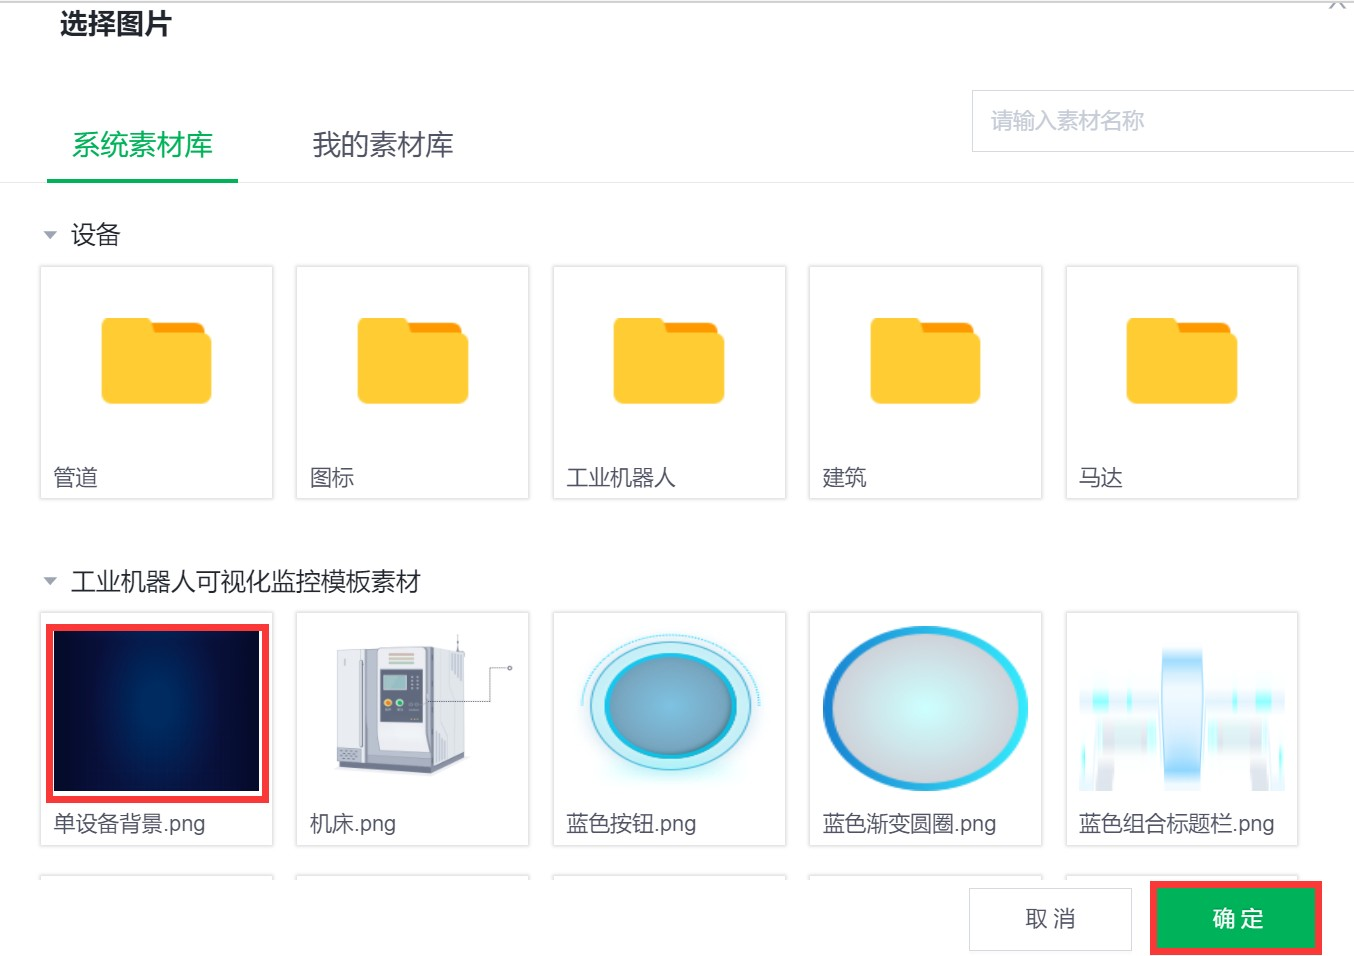 选择图片
请输入素材名称
系统素材库
我的素材库
设备
管道
图标
工业机器人
建筑
马达
工业机器人可视化监控模板素材
单设备背景.png
机床.png
蓝色按钮.png
蓝色渐变圆圈.png
蓝色组合标题栏.png
取消
确定